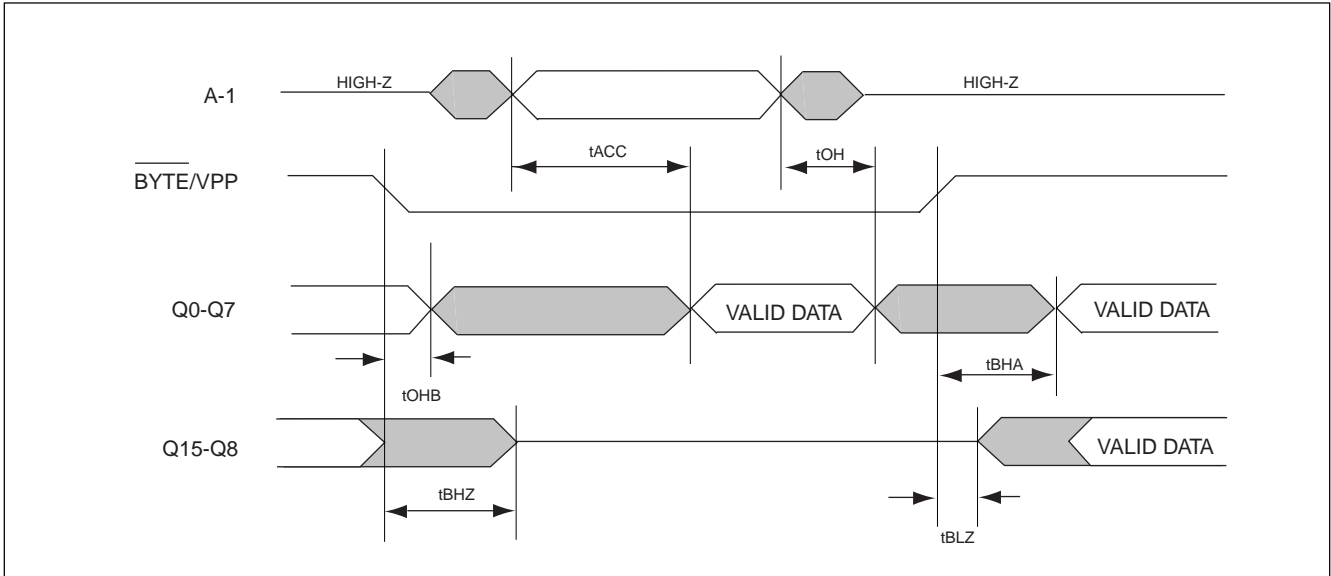 A-1
HIGH-Z
HIGH-Z
tACC
tOH
BYTE/VPP
Q0-Q7
VALID DATA
VALID DATA
tOHB
tBHA
Q15-Q8
VALID DATA
tBHZ
tBLZ